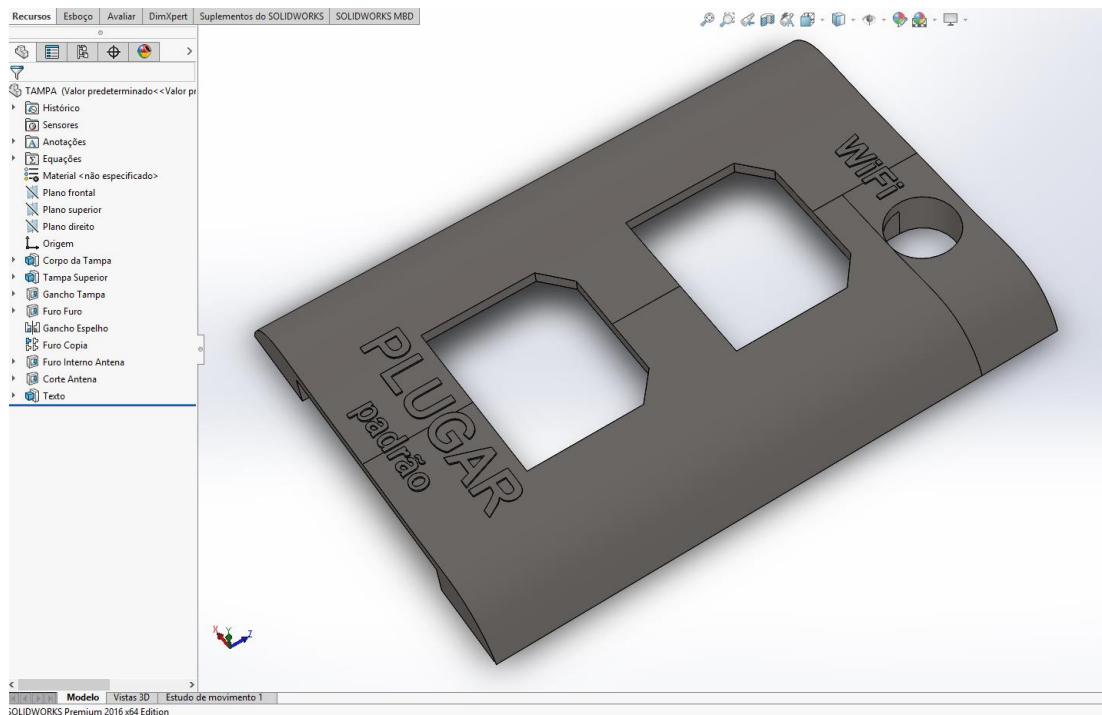 Recursos Esboço Avaliar DimXpert Suplementos do SOLIDWORKS SOLIDWORKS MBD
TAMPA (Valor predeterminado<<Valor pr
Histórico
Sensores
Anotações
Equações
Material <não especificado>
Plano frontal
Plano superior
Plano direito
Origem
Corpo da Tampa
Tampa Superior
Gancho Tampa
Furo Furo
Gancho Espelho
Furo Copia
Furo Interno Antena
Corte Antena
Texto
WiFi
PLUGAR
padrão
X Y Z
Modelo Vistas 3D Estudo de movimento 1
SOLIDWORKS Premium 2016 x64 Edition